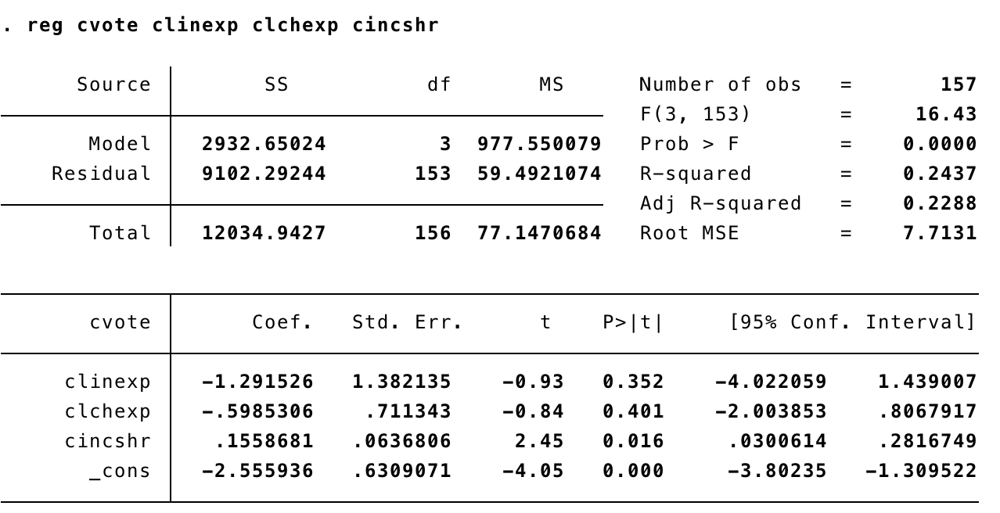 . reg cvote clinexp clchexp cincshr
Source SS df MS Number of obs = 157
F(3, 153) = 16.43
Model 2932.65024 3 977.550079 Prob > F = 0.0000
Residual 9102.29244 153 59.4921074 R-squared = 0.2437
Adj R-squared = 0.2288
Total 12034.9427 156 77.1470684 Root MSE = 7.7131
cvote Coef. Std. Err. t P>|t| [95% Conf. Interval]
clinexp -1.291526 1.382135 -0.93 0.352 -4.022059 1.439007
clchexp -.5985306 .711343 -0.84 0.401 -2.003853 .8067917
cincshr .1558681 .0636806 2.45 0.016 .0300614 .2816749
_cons -2.555936 .6309071 -4.05 0.000 -3.80235 -1.309522